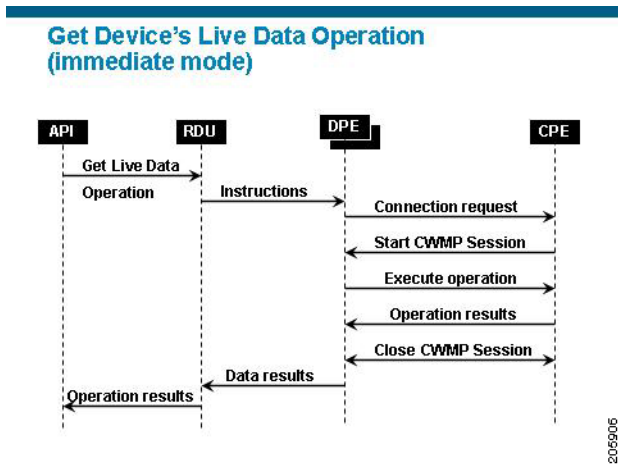 Get Device's Live Data Operation
(immediate mode)
API
RDU
DPE
CPE
Get Live Data
Operation
Instructions
Connection request
Start CWMP Session
Execute operation
Operation results
Close CWMP Session
Data results
Operation results
205906